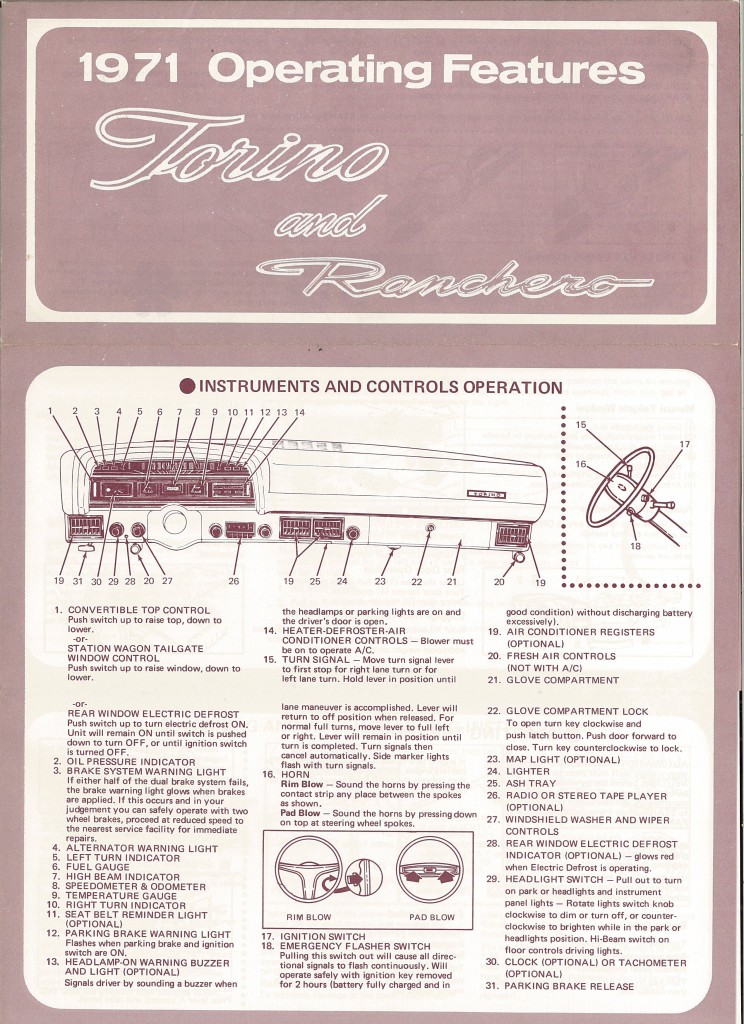 1971 Operating Features
Torino
and
Ranchero
INSTRUMENTS AND CONTROLS OPERATION
1 2 3 4 5 6 7 8 9 10 11 12 13 14
15
16
17
18
TORINO
19 31 30 29 28 20 27 26 19 25 24 23 22 21 20 19
1. CONVERTIBLE TOP CONTROL
Push switch up to raise top, down to
lower.
-or-
STATION WAGON TAILGATE
WINDOW CONTROL
Push switch up to raise window, down to
lower.
-or-
REAR WINDOW ELECTRIC DEFROST
Push switch up to turn electric defrost ON.
Unit will remain ON until switch is pushed
down to turn OFF, or until ignition switch
is turned OFF.
2. OIL PRESSURE INDICATOR
3. BRAKE SYSTEM WARNING LIGHT
If either half of the dual brake system fails,
the brake warning light glows when brakes
are applied. If this occurs and in your
judgement you can safely operate with two
wheel brakes, proceed at reduced speed to
the nearest service facility for immediate
repairs.
4. ALTERNATOR WARNING LIGHT
5. LEFT TURN INDICATOR
6. FUEL GAUGE
7. HIGH BEAM INDICATOR
8. SPEEDOMETER & ODOMETER
9. TEMPERATURE GAUGE
10. RIGHT TURN INDICATOR
11. SEAT BELT REMINDER LIGHT
(OPTIONAL)
12. PARKING BRAKE WARNING LIGHT
Flashes when parking brake and ignition
switch are ON.
13. HEADLAMP-ON WARNING BUZZER
AND LIGHT (OPTIONAL)
Signals driver by sounding a buzzer when
the headlamps or parking lights are on and
the driver's door is open.
14. HEATER-DEFROSTER-AIR
CONDITIONER CONTROLS — Blower must
be on to operate A/C.
15. TURN SIGNAL — Move turn signal lever
to first stop for right lane turn or for
left lane turn. Hold lever in position until
lane maneuver is accomplished. Lever will
return to off position when released. For
normal full turns, move lever to full left
or right. Lever will remain in position until
turn is completed. Turn signals then
cancel automatically. Side marker lights
flash with turn signals.
16. HORN
Rim Blow — Sound the horns by pressing the
contact strip any place between the spokes
as shown.
Pad Blow — Sound the horns by pressing down
on top at steering wheel spokes.
RIM BLOW PAD BLOW
17. IGNITION SWITCH
18. EMERGENCY FLASHER SWITCH
Pulling this switch out will cause all direc-
tional signals to flash continuously. Will
operate safely with ignition key removed
for 2 hours (battery fully charged and in
good condition) without discharging battery
excessively).
19. AIR CONDITIONER REGISTERS
(OPTIONAL)
20. FRESH AIR CONTROLS
(NOT WITH A/C)
21. GLOVE COMPARTMENT
22. GLOVE COMPARTMENT LOCK
To open turn key clockwise and
push latch button. Push door forward to
close. Turn key counterclockwise to lock.
23. MAP LIGHT (OPTIONAL)
24. LIGHTER
25. ASH TRAY
26. RADIO OR STEREO TAPE PLAYER
(OPTIONAL)
27. WINDSHIELD WASHER AND WIPER
CONTROLS
28. REAR WINDOW ELECTRIC DEFROST
INDICATOR (OPTIONAL) — glows red
when Electric Defrost is operating.
29. HEADLIGHT SWITCH — Pull out to turn
on park or headlights and instrument
panel lights — Rotate lights switch knob
clockwise to dim or turn off, or counter-
clockwise to brighten while in the park or
headlights position. Hi-Beam switch on
floor controls driving lights.
30. CLOCK (OPTIONAL) OR TACHOMETER
(OPTIONAL)
31. PARKING BRAKE RELEASE